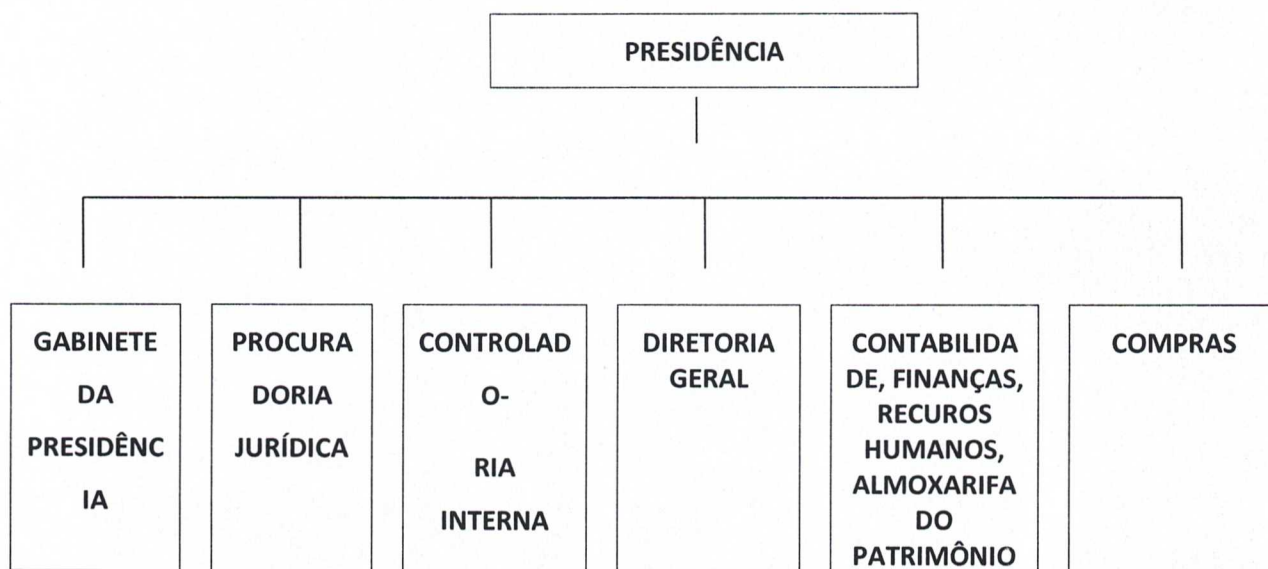 PRESIDÊNCIA
GABINETE
DA
PRESIDÊNC
IA
PROCURA
DORIA
JURÍDICA
CONTROLAD
O-
RIA
INTERNA
DIRETORIA
GERAL
CONTABILIDA
DE, FINANÇAS,
RECUROS
HUMANOS,
ALMOXARIFA
DO
PATRIMÔNIO
COMPRAS